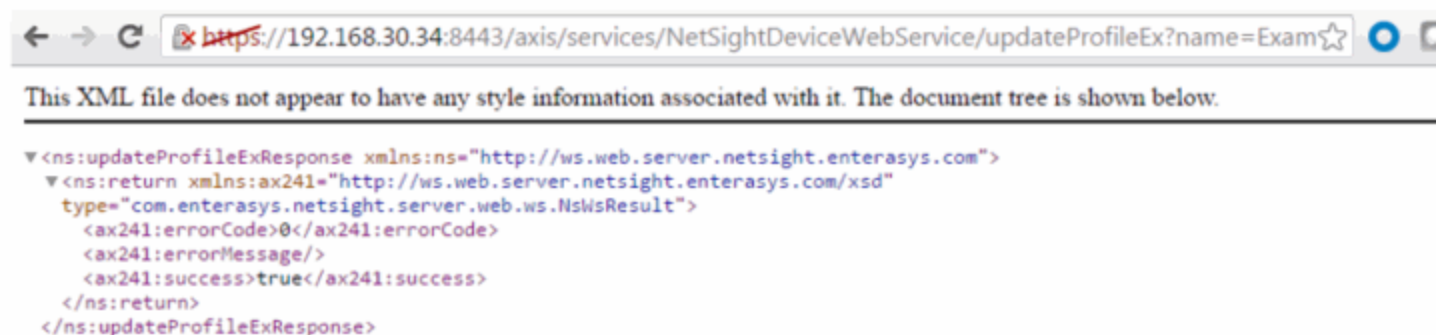 https://192.168.30.34:8443/axis/services/NetSightDeviceWebService/updateProfileEx?name=Exam
This XML file does not appear to have any style information associated with it. The document tree is shown below.
▼<ns:updateProfileExResponse xmlns:ns="http://ws.web.server.netsight.enterasys.com">
▼<ns:return xmlns:ax241="http://ws.web.server.netsight.enterasys.com/xsd"
type="com.enterasys.netsight.server.web.ws.NsWsResult">
<ax241:errorCode>0</ax241:errorCode>
<ax241:errorMessage/>
<ax241:success>true</ax241:success>
</ns:return>
</ns:updateProfileExResponse>